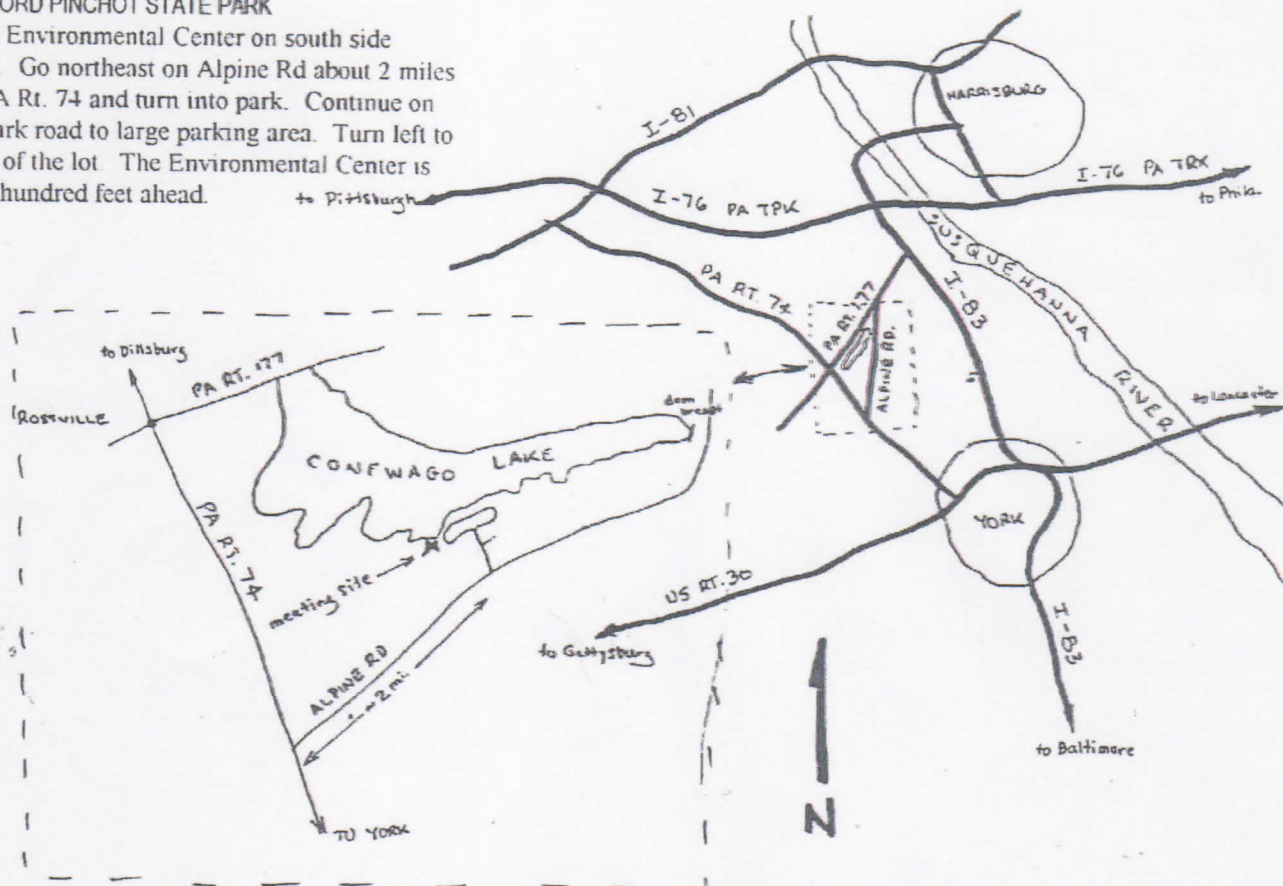 ORD PINCHOT STATE PARK
Environmental Center on south side
Go northeast on Alpine Rd about 2 miles
A Rt. 74 and turn into park. Continue on
ark road to large parking area. Turn left to
of the lot. The Environmental Center is
hundred feet ahead.
HARRISBURG
I-81
to Pittsburgh
I-76 PA TPK
I-76 PA TRX
to Phila.
SUSQUEHANNA RIVER
PA RT. 74
PA RT. 177
ALPINE RD.
I-83
to Lancaster
YORK
US RT. 30
to Gettysburg
I-83
to Baltimore
N
to Dillsburg
PA RT. 177
ROSSVILLE
CONEWAGO LAKE
dam breast
PA RT. 74
meeting site
ALPINE RD
2 mi.
TO YORK